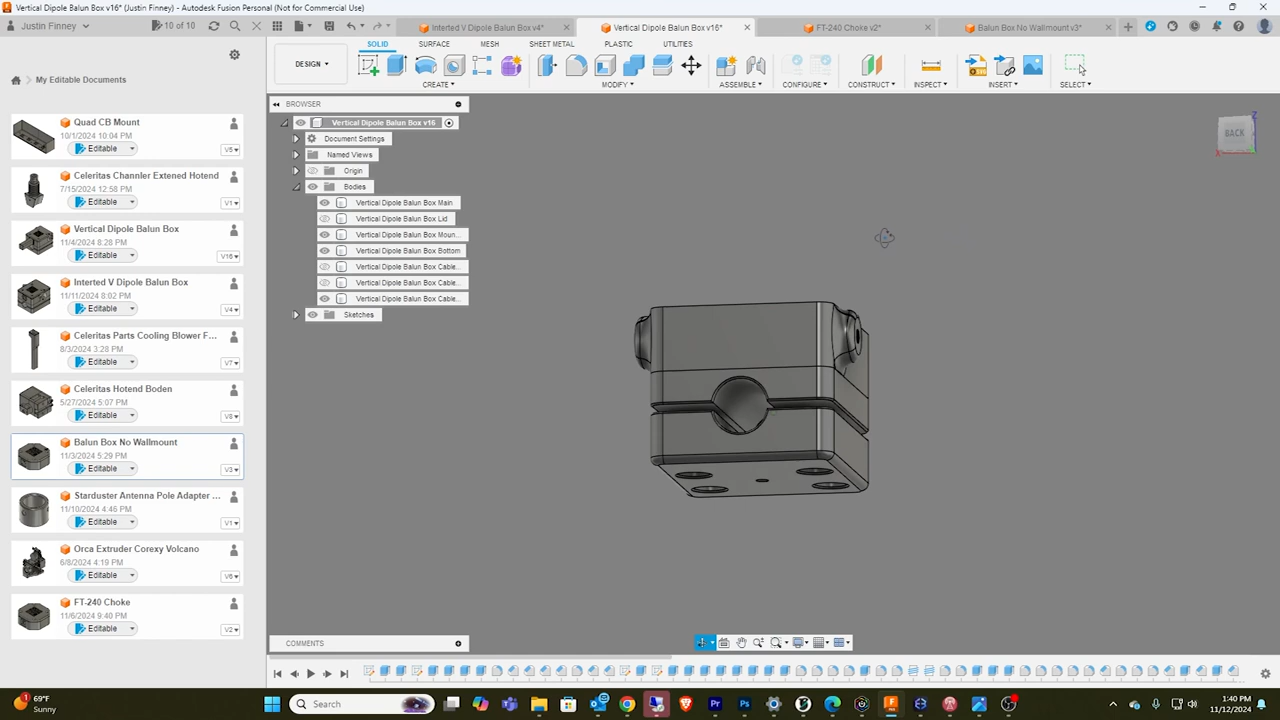 Vertical Dipole Balun Box v16* (Justin Finney) - Autodesk Fusion Personal (Not for Commercial Use)
Justin Finney
10 of 10
Interted V Dipole Balun Box v4*
Vertical Dipole Balun Box v16*
FT-240 Choke v2*
Balun Box No Wallmount v3*
SOLID
SURFACE
MESH
SHEET METAL
PLASTIC
UTILITIES
DESIGN
CREATE
MODIFY
ASSEMBLE
CONFIGURE
CONSTRUCT
INSPECT
INSERT
SELECT
My Editable Documents
Quad CB Mount
10/1/2024 10:04 PM
Editable
V5
Celeritas Channler Extened Hotend
7/15/2024 12:58 PM
Editable
V1
Vertical Dipole Balun Box
11/4/2024 8:28 PM
Editable
V16
Interted V Dipole Balun Box
11/11/2024 8:02 PM
Editable
V4
Celeritas Parts Cooling Blower F...
8/3/2024 3:28 PM
Editable
V7
Celeritas Hotend Boden
5/27/2024 5:07 PM
Editable
V8
Balun Box No Wallmount
11/3/2024 5:29 PM
Editable
V3
Starduster Antenna Pole Adapter ...
11/10/2024 4:46 PM
Editable
V1
Orca Extruder Corexy Volcano
6/8/2024 4:19 PM
Editable
V6
FT-240 Choke
11/6/2024 9:40 PM
Editable
V2
BROWSER
Vertical Dipole Balun Box v16
Document Settings
Named Views
Origin
Bodies
Vertical Dipole Balun Box Main
Vertical Dipole Balun Box Lid
Vertical Dipole Balun Box Moun...
Vertical Dipole Balun Box Bottom
Vertical Dipole Balun Box Cable...
Vertical Dipole Balun Box Cable...
Vertical Dipole Balun Box Cable...
Sketches
BACK
Z
X
COMMENTS
69°F
Sunny
Search
1:40 PM
11/12/2024